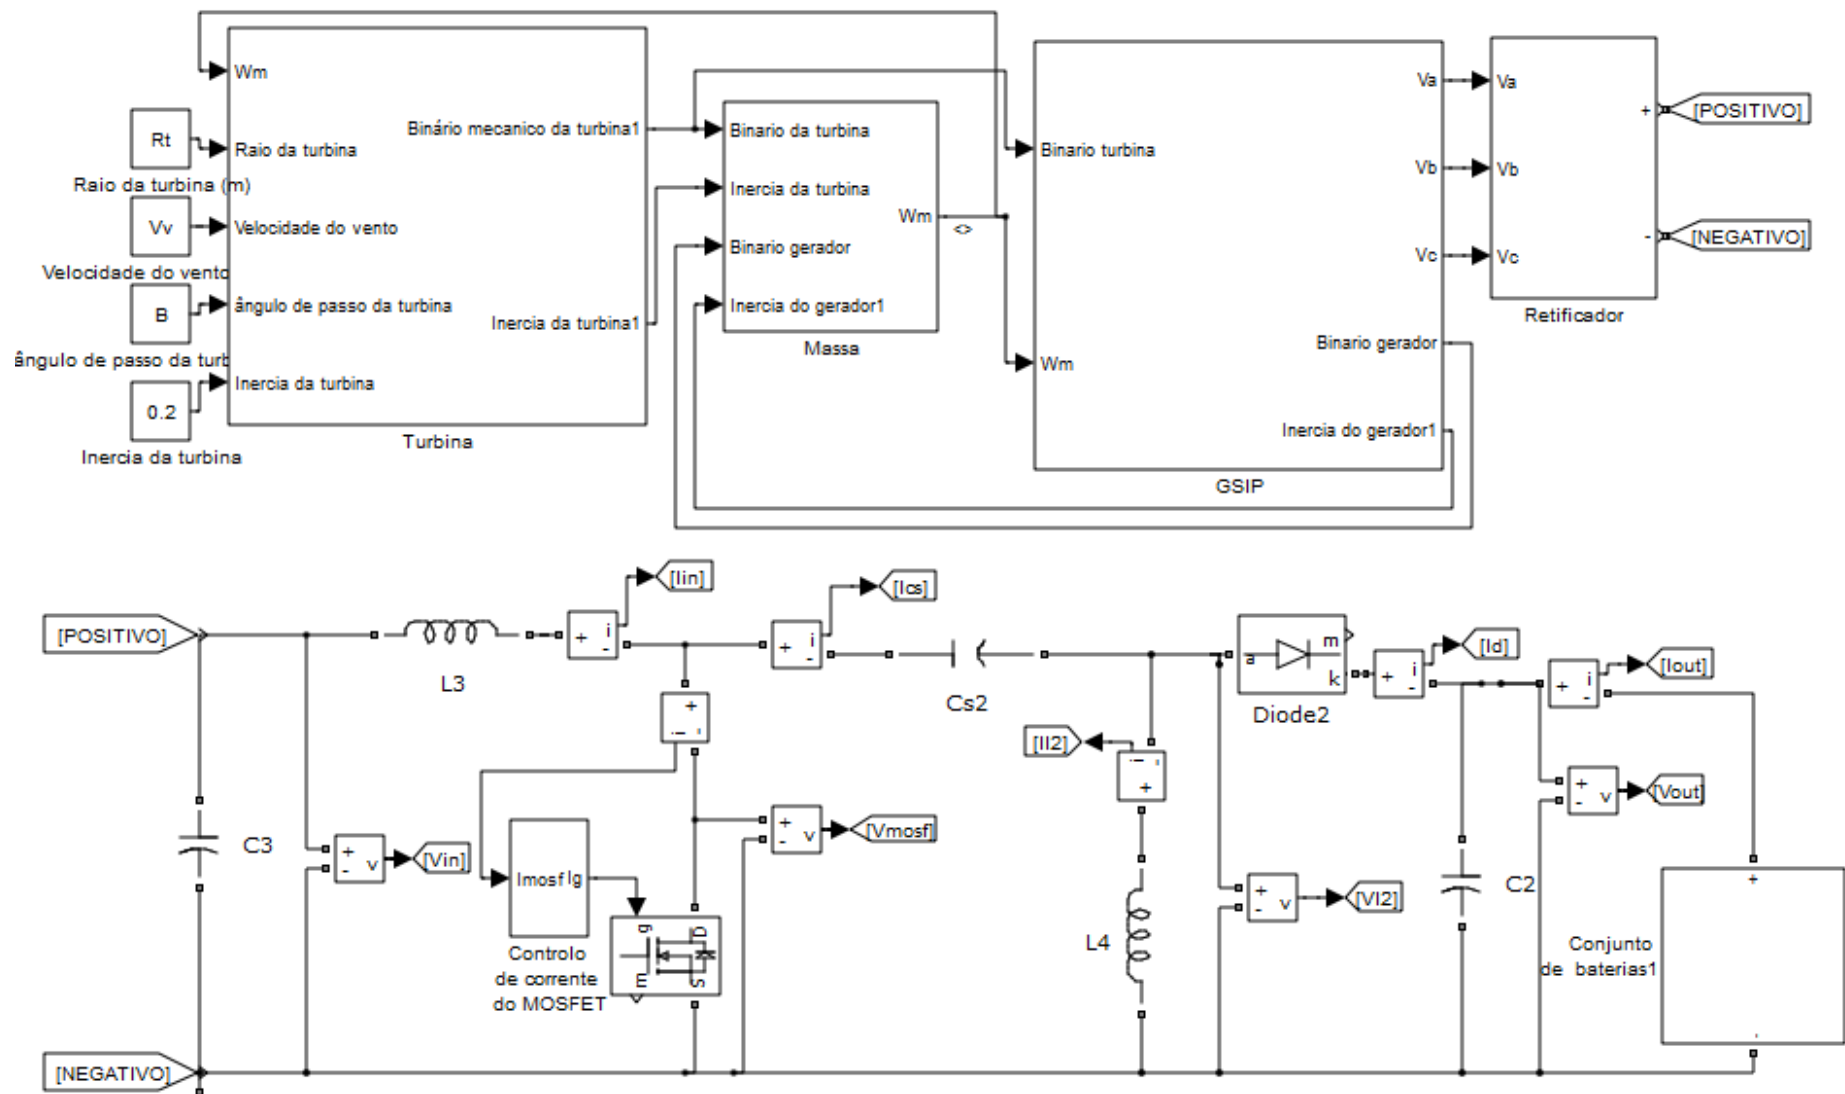 Wm
Rt
Raio da turbina (m)
Vv
Velocidade do vento
B
ângulo de passo da turb
0.2
Inercia da turbina
Raio da turbina
Velocidade do vento
ângulo de passo da turbina
Inercia da turbina
Binário mecanico da turbina1
Inercia da turbina1
Turbina
Binario da turbina
Inercia da turbina
Binario gerador
Inercia do gerador1
Wm
<>
Massa
Binario turbina
Wm
Va
Vb
Vc
Binario gerador
Inercia do gerador1
GSIP
Va
Vb
Vc
+
-
Retificador
[POSITIVO]
[NEGATIVO]
[POSITIVO]
[NEGATIVO]
C3
L3
+ i -
[Iin]
+ - v
[Vin]
+ i -
[Ics]
+ i -
Imosf Ig
Controlo
de corrente
do MOSFET
g D
m S
+ - v
[Vmosf]
Cs2
[Il2]
i - +
L4
+ - v
[Vl2]
a m k
Diode2
+ i -
[Id]
C2
+ i -
[Iout]
+ - v
[Vout]
Conjunto
de baterias1
+
-